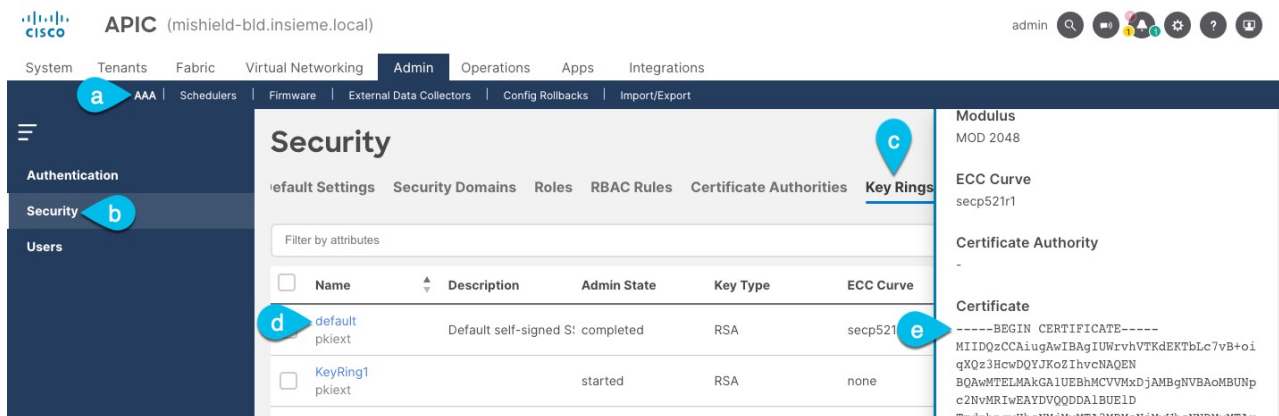 CISCO
APIC (mishield-bld.insieme.local)
admin
1
1
?
System Tenants Fabric Virtual Networking Admin Operations Apps Integrations
a
AAA | Schedulers | Firmware | External Data Collectors | Config Rollbacks | Import/Export
Authentication
Security
b
Users
Security
c
efault Settings Security Domains Roles RBAC Rules Certificate Authorities Key Rings
Filter by attributes
Name Description Admin State Key Type ECC Curve
d
default
pkiext
Default self-signed SS completed RSA secp521
KeyRing1
pkiext
started RSA none
Modulus
MOD 2048
ECC Curve
secp521r1
Certificate Authority
-
Certificate
e
-----BEGIN CERTIFICATE-----
MIIDQzCCAiugAwIBAgIUWrvhVTKdEKTbLc7vB+oi
qXQz3HcwDQYJKoZIhvcNAQEN
BQAwMTELMAkGA1UEBhMCVVMxDjAMBgNVBAoMBUNp
c2NvMRIwEAYDVQQDDAlBUElD